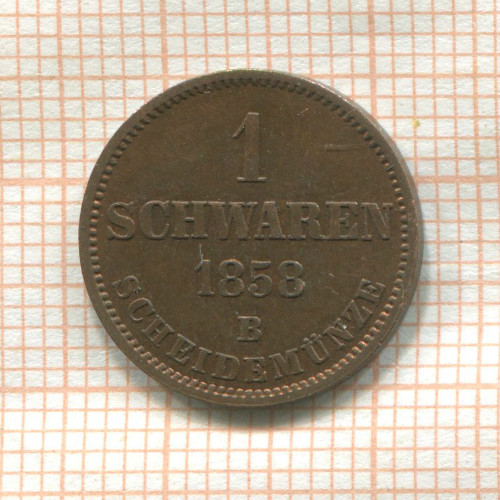 1
SCHWAREN
1858
B
SCHEIDEMÜNZE